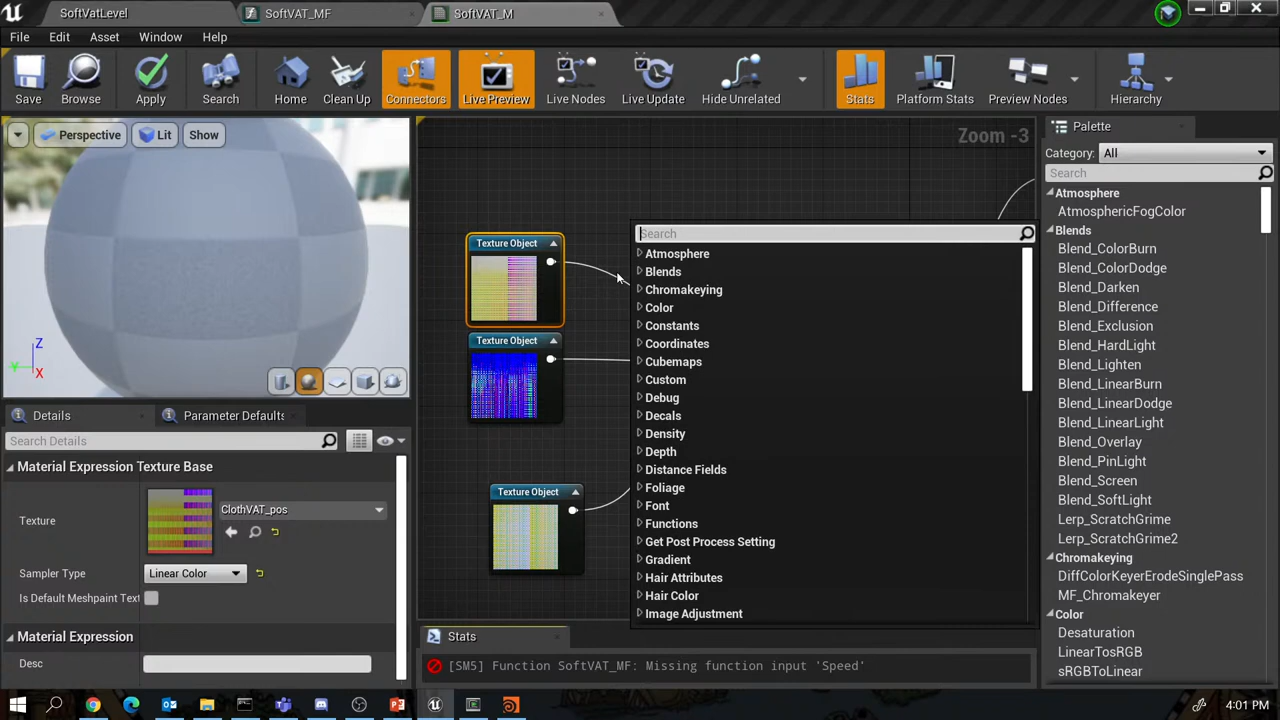 SoftVatLevel
SoftVAT_MF
SoftVAT_M
File
Edit
Asset
Window
Help
Save
Browse
Apply
Search
Home
Clean Up
Connectors
Live Preview
Live Nodes
Live Update
Hide Unrelated
Stats
Platform Stats
Preview Nodes
Hierarchy
Perspective
Lit
Show
Z
Y
X
Zoom -3
Texture Object
Texture Object
Texture Object
Search
Atmosphere
Blends
Chromakeying
Color
Constants
Coordinates
Cubemaps
Custom
Debug
Decals
Density
Depth
Distance Fields
Foliage
Font
Functions
Get Post Process Setting
Gradient
Hair Attributes
Hair Color
Image Adjustment
Palette
Category:
All
Search
Atmosphere
AtmosphericFogColor
Blends
Blend_ColorBurn
Blend_ColorDodge
Blend_Darken
Blend_Difference
Blend_Exclusion
Blend_HardLight
Blend_Lighten
Blend_LinearBurn
Blend_LinearDodge
Blend_LinearLight
Blend_Overlay
Blend_PinLight
Blend_Screen
Blend_SoftLight
Lerp_ScratchGrime
Lerp_ScratchGrime2
Chromakeying
DiffColorKeyerErodeSinglePass
MF_Chromakeyer
Color
Desaturation
LinearTosRGB
sRGBToLinear
Details
Parameter Defaults
Search Details
Material Expression Texture Base
Texture
ClothVAT_pos
Sampler Type
Linear Color
Is Default Meshpaint Text
Material Expression
Desc
Stats
[SM5] Function SoftVAT_MF: Missing function input 'Speed'
4:01 PM